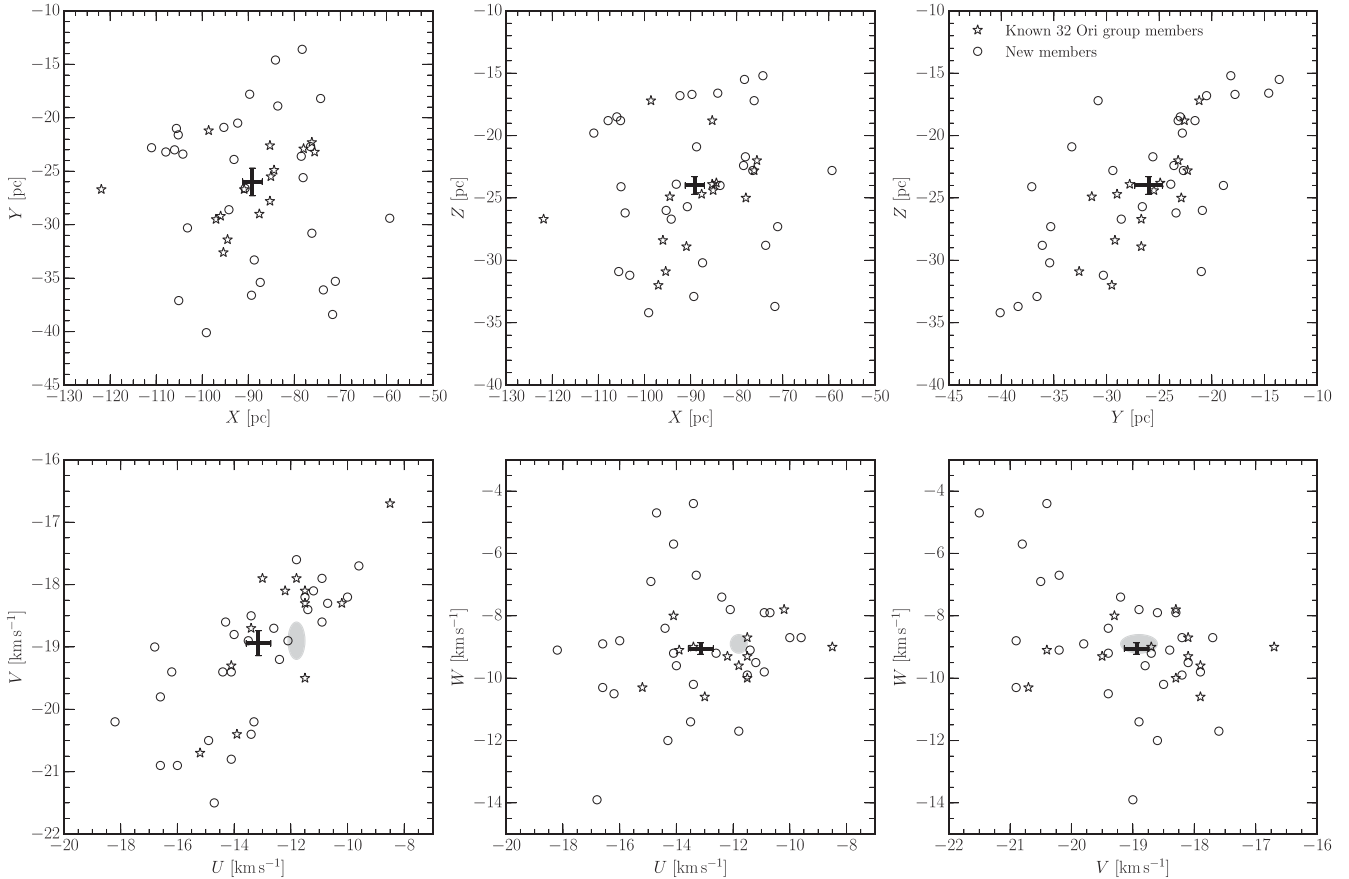 −10
−15
−20
−25
−30
−35
−40
−45
Y [pc]
−130 −120 −110 −100 −90 −80 −70 −60 −50
X [pc]
−10
−15
−20
−25
−30
−35
−40
Z [pc]
−110 −100 −90 −80 −70 −60 −50
−130 −120
X [pc]
−10
−15
−20
−25
−30
−35
−40
Z [pc]
Known 32 Ori group members
New members
−45 −40 −35 −30 −25 −20 −15 −10
Y [pc]
−16
−17
−18
−19
−20
−21
−22
V [km s−1]
−20 −18 −16 −14 −12 −10 −8
U [km s−1]
−4
−6
−8
−10
−12
−14
W [km s−1]
−20 −18 −16 −14 −12 −10 −8
U [km s−1]
−4
−6
−8
−10
−12
−14
W [km s−1]
−22 −21 −20 −19 −18 −17 −16
V [km s−1]